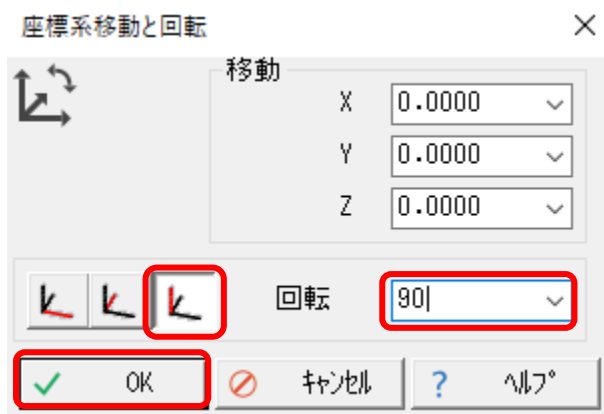 座標系移動と回転
移動
X 0.0000
Y 0.0000
Z 0.0000
回転 90
OK ｷｬﾝｾﾙ ? ﾍﾙﾌﾟ